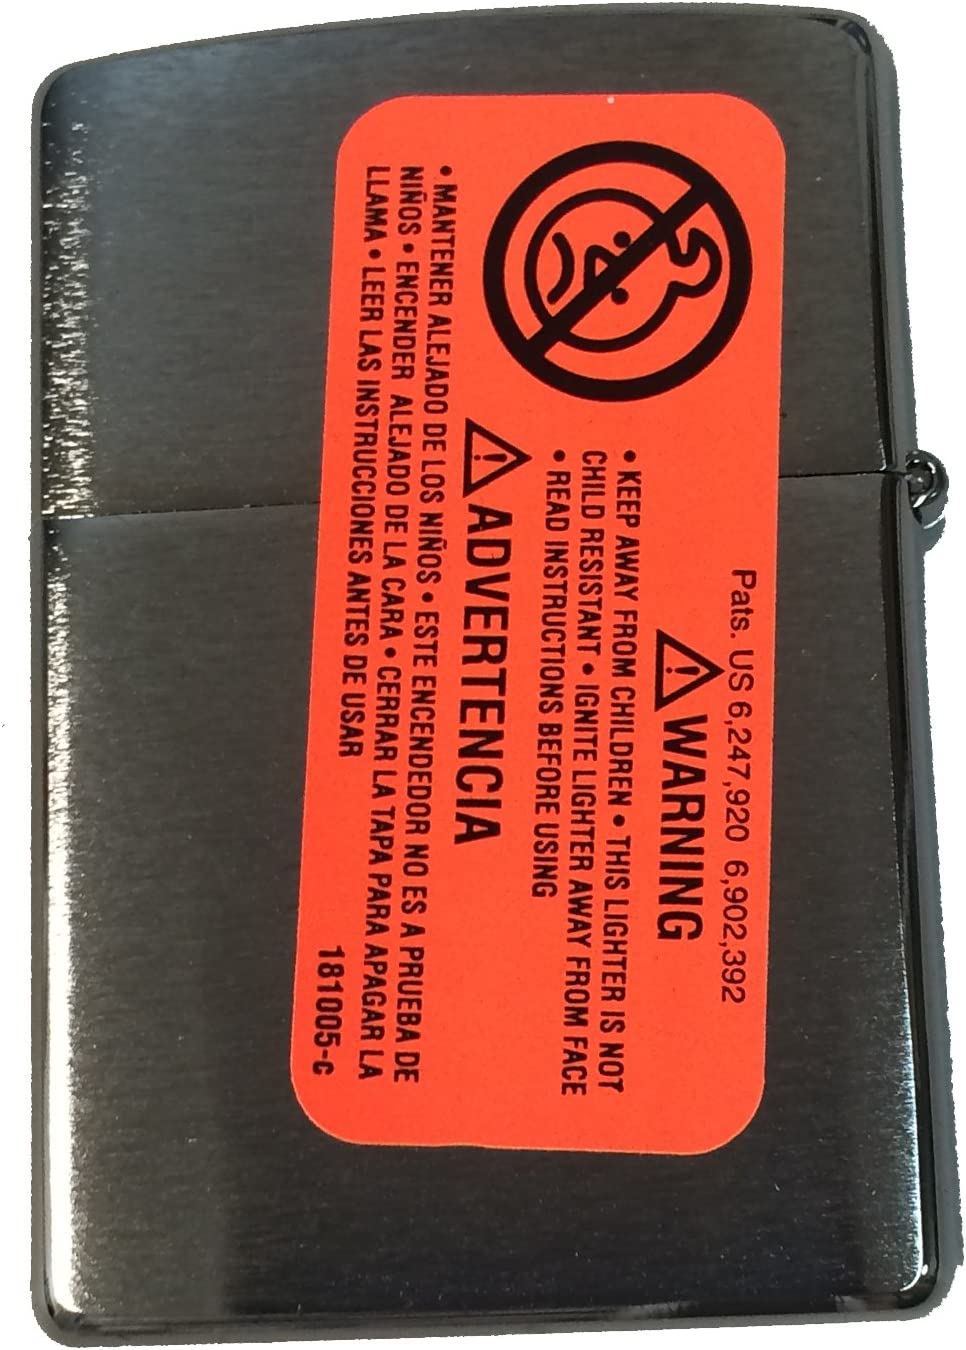 Pats. US 6,247,920 6,902,392
WARNING
• KEEP AWAY FROM CHILDREN • THIS LIGHTER IS NOT
CHILD RESISTANT • IGNITE LIGHTER AWAY FROM FACE
• READ INSTRUCTIONS BEFORE USING
ADVERTENCIA
• MANTENER ALEJADO DE LOS NIÑOS • ESTE ENCENDEDOR NO ES A PRUEBA DE
NIÑOS • ENCENDER ALEJADO DE LA CARA • CERRAR LA TAPA PARA APAGAR LA
LLAMA • LEER LAS INSTRUCCIONES ANTES DE USAR
181005-c